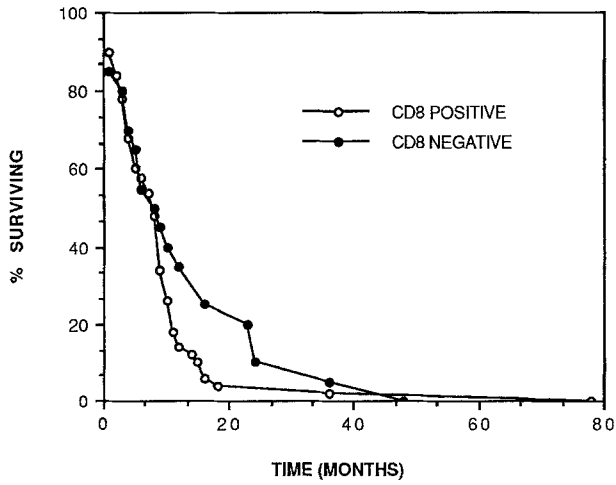 100
80
60
40
20
0
% SURVIVING
CD8 POSITIVE
CD8 NEGATIVE
0 20 40 60 80
TIME (MONTHS)